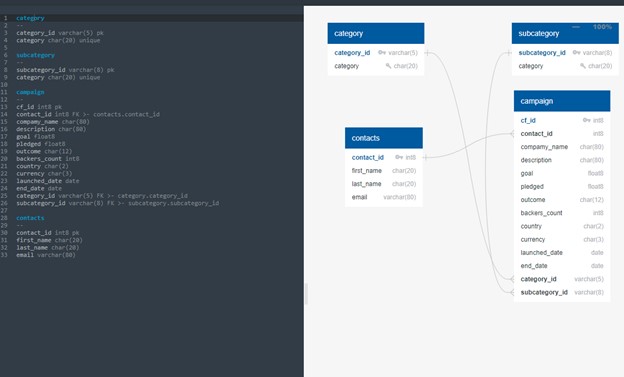 1 category
2 --
3 category_id varchar(5) pk
4 category char(20) unique
5
6 subcategory
7 --
8 subcategory_id varchar(8) pk
9 category char(20) unique
10
11 campaign
12 --
13 cf_id int8 pk
14 contact_id int8 FK >- contacts.contact_id
15 compamy_name char(80)
16 description char(80)
17 goal float8
18 pledged float8
19 outcome char(12)
20 backers_count int8
21 country char(2)
22 currency char(3)
23 launched_date date
24 end_date date
25 category_id varchar(5) fK >- category.category_id
26 subcategory_id varchar(8) fK >- subcategory.subcategory_id
27
28 contacts
29 --
30 contact_id int8 pk
31 first_name char(20)
32 last_name char(20)
33 email varchar(80)
category
category_id varchar(5)
category char(20)
100%
subcategory
subcategory_id varchar(8)
category char(20)
contacts
contact_id int8
first_name char(20)
last_name char(20)
email varchar(80)
campaign
cf_id int8
contact_id int8
compamy_name char(80)
description char(80)
goal float8
pledged float8
outcome char(12)
backers_count int8
country char(2)
currency char(3)
launched_date date
end_date date
category_id varchar(5)
subcategory_id varchar(8)